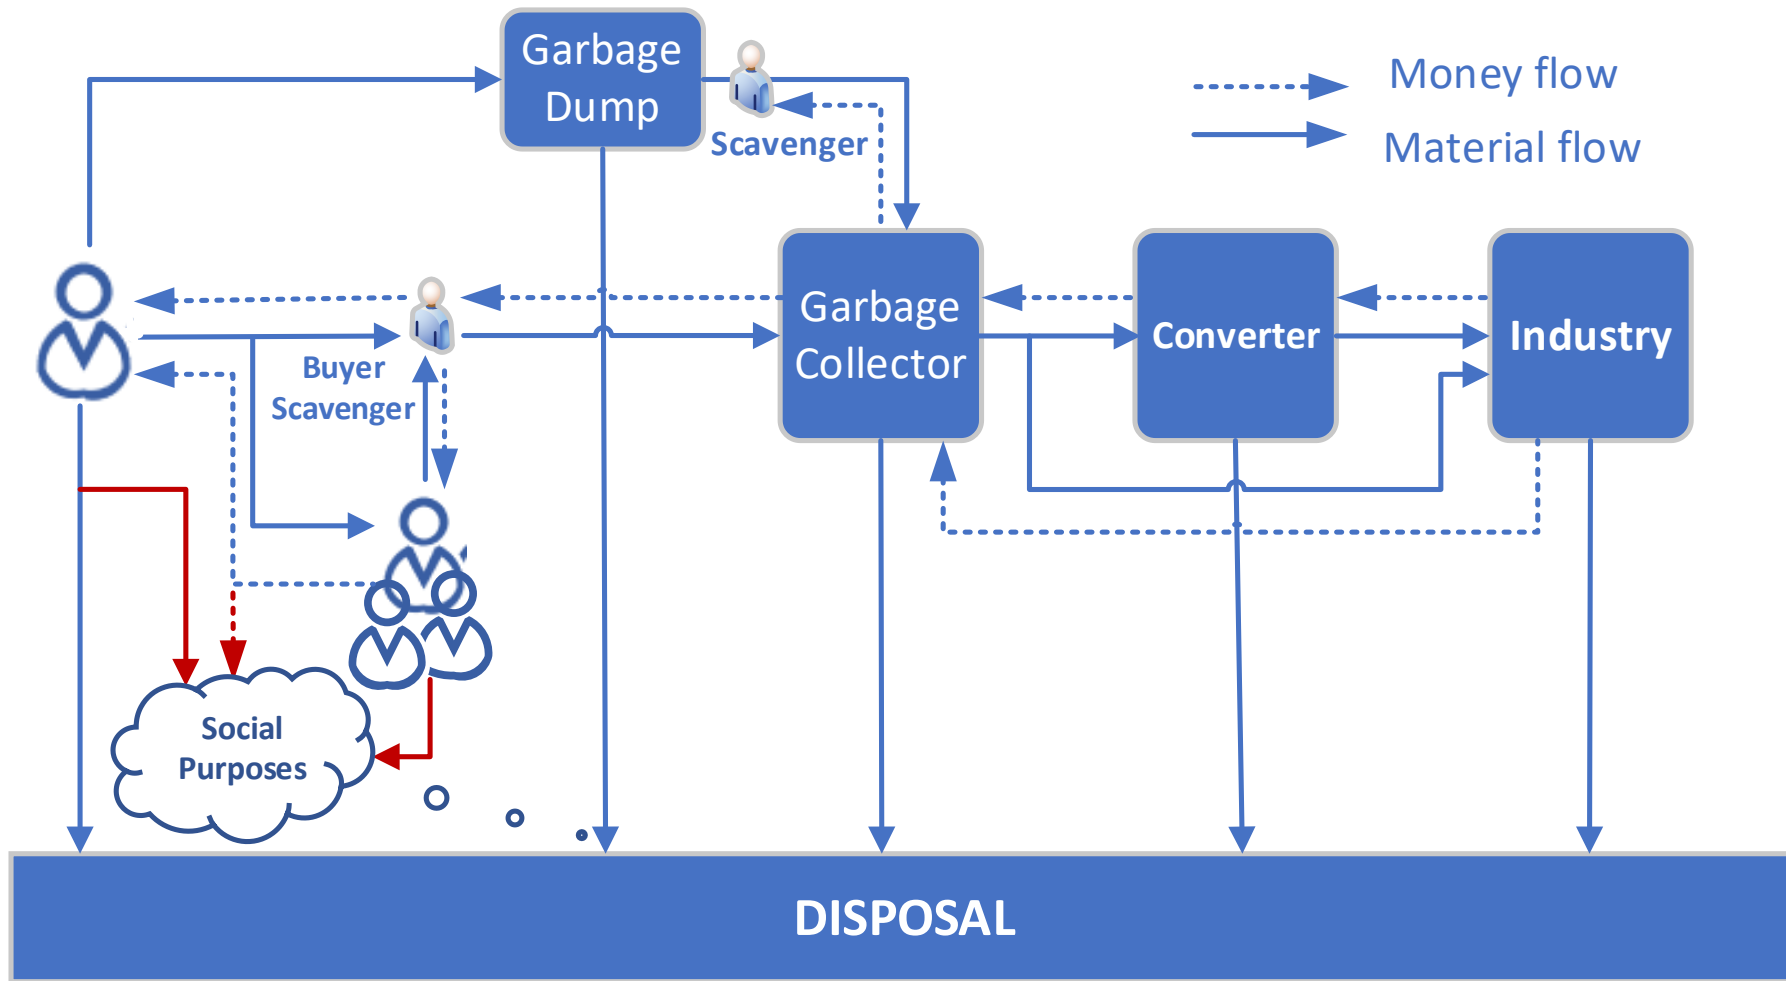 Garbage
Dump
Scavenger
Money flow
Material flow
Buyer
Scavenger
Garbage
Collector
Converter
Industry
Social
Purposes
DISPOSAL